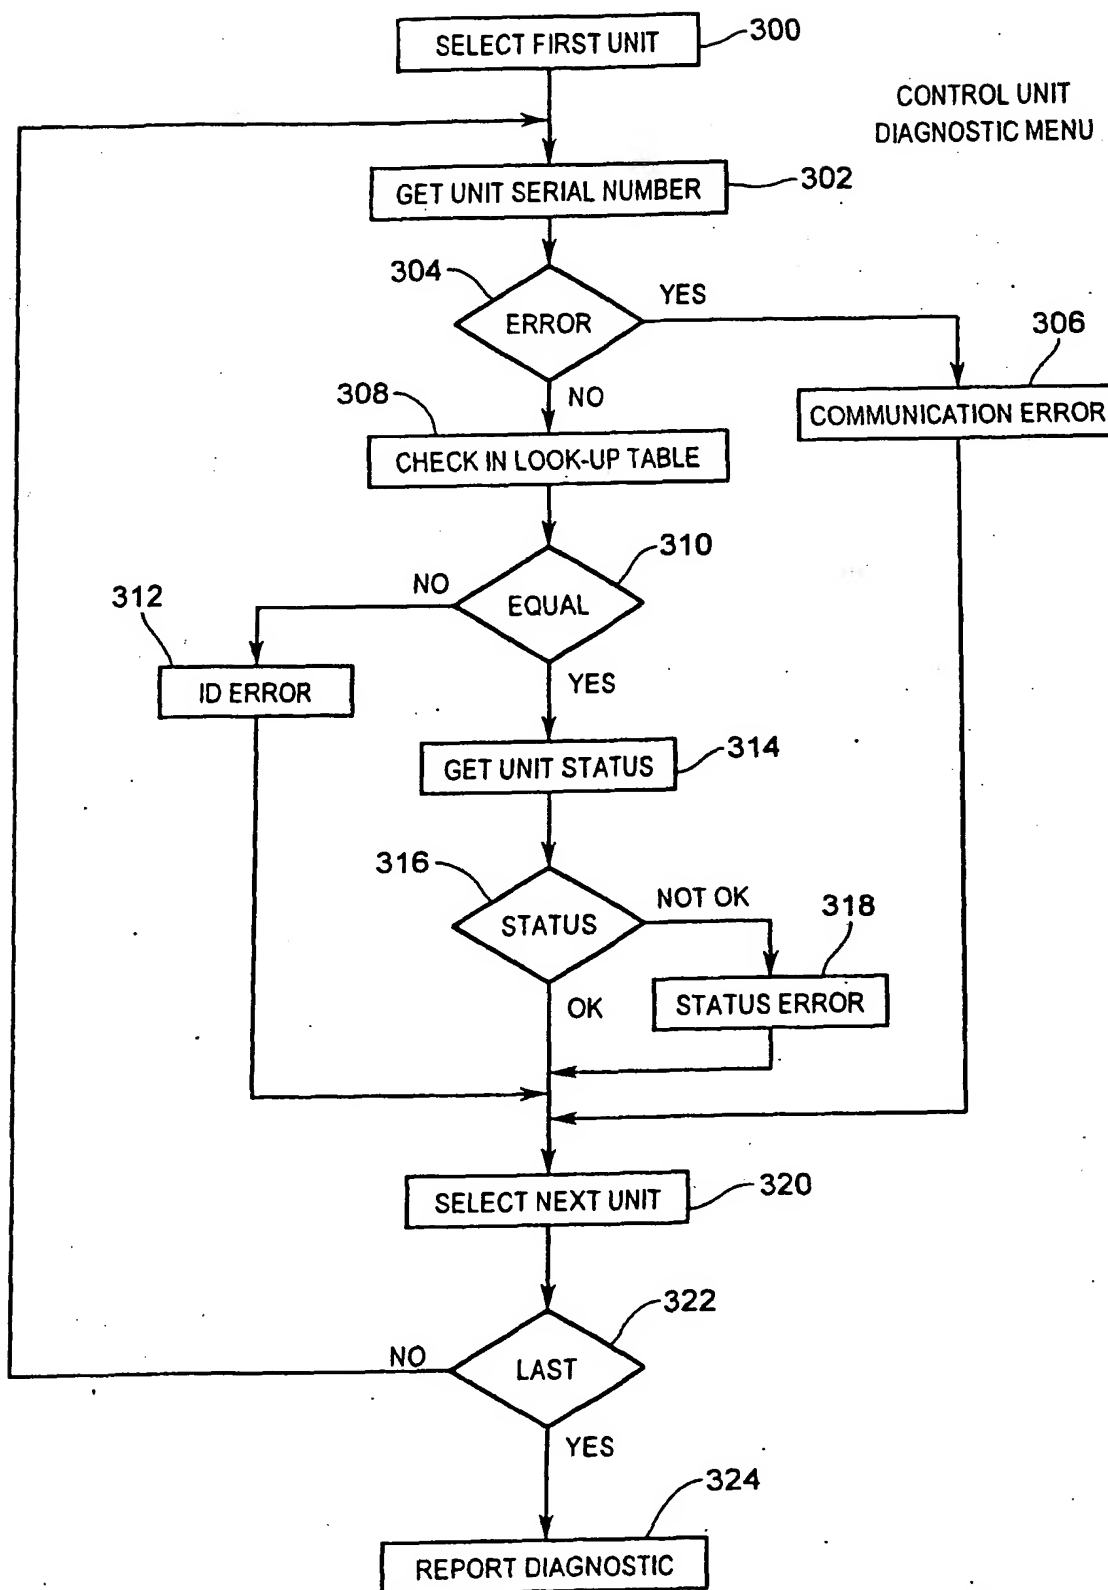 SELECT FIRST UNIT
300
CONTROL UNIT
DIAGNOSTIC MENU
GET UNIT SERIAL NUMBER
302
304
ERROR
YES
306
NO
COMMUNICATION ERROR
308
CHECK IN LOOK-UP TABLE
310
EQUAL
NO
312
ID ERROR
YES
GET UNIT STATUS
314
316
STATUS
NOT OK
318
STATUS ERROR
OK
SELECT NEXT UNIT
320
322
LAST
NO
YES
324
REPORT DIAGNOSTIC